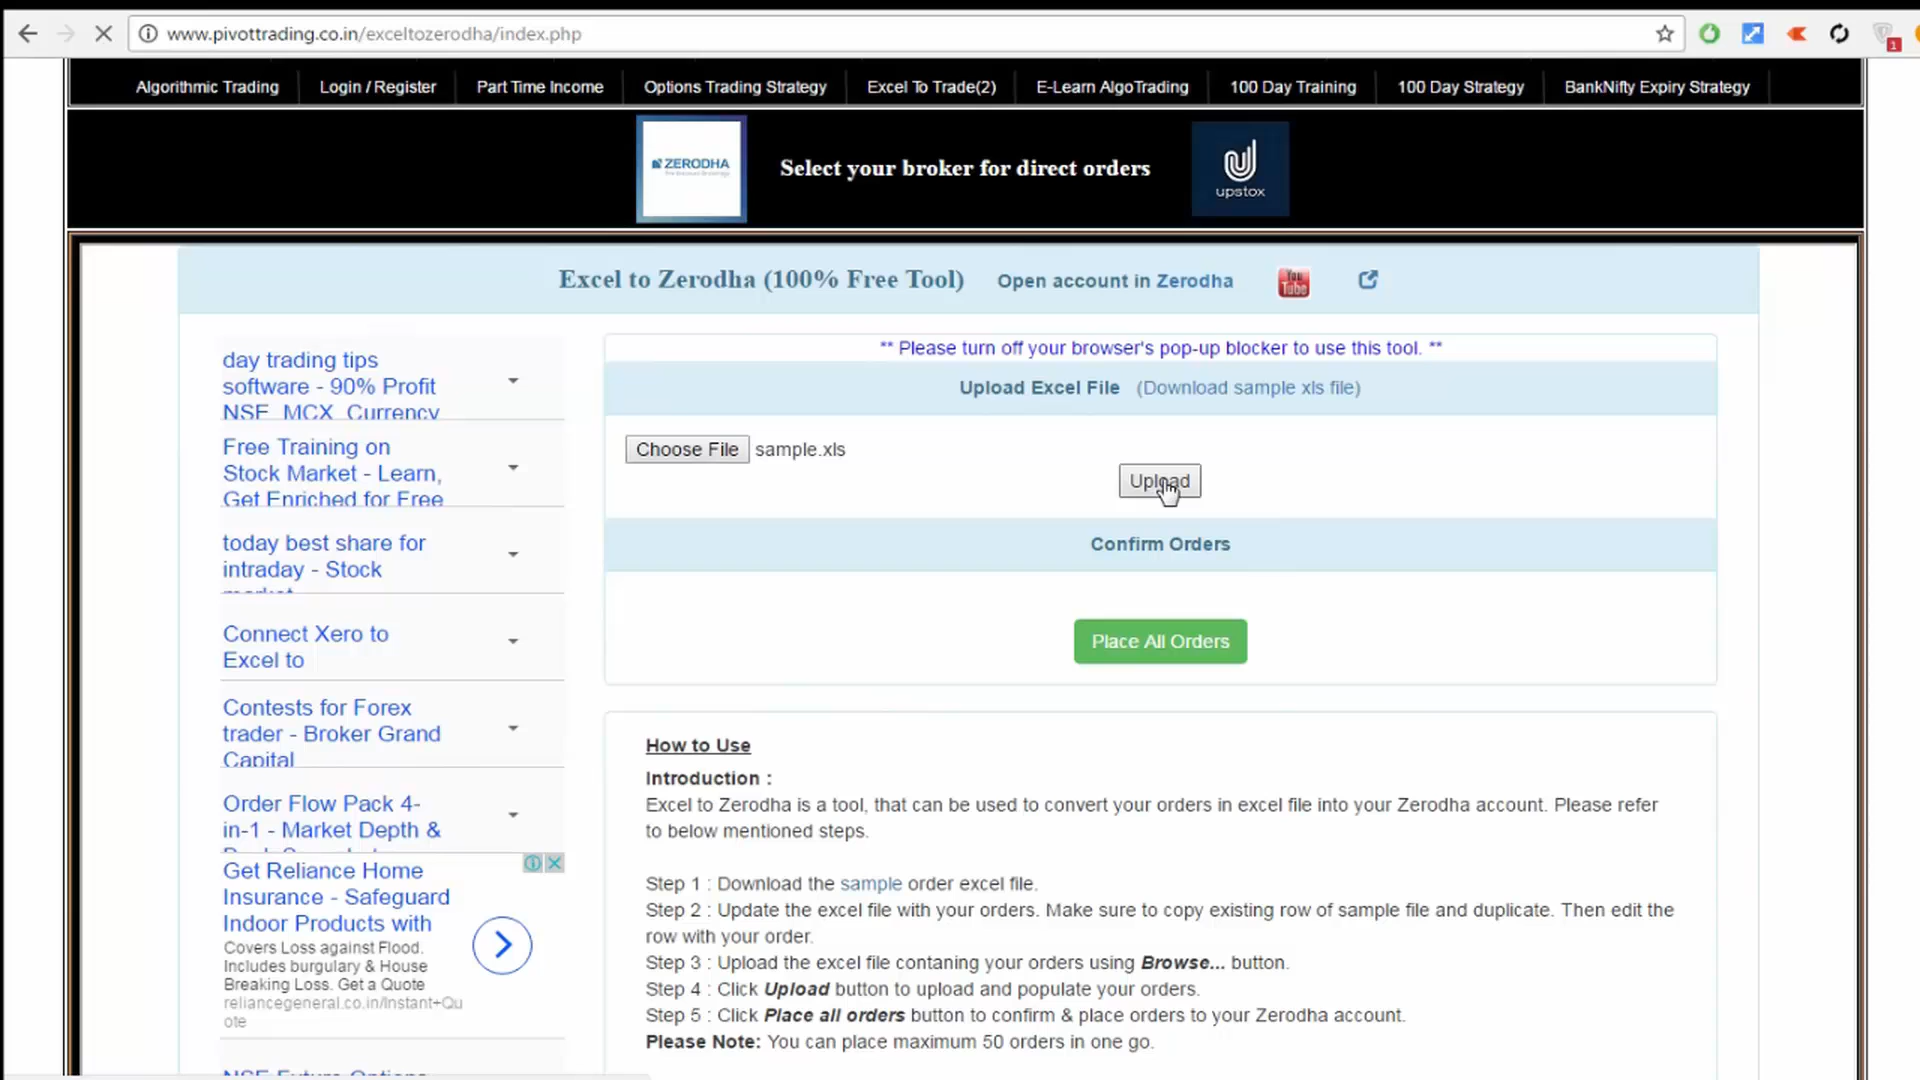 www.pivottrading.co.in/exceltozerodha/index.php
1
Algorithmic Trading
Login / Register
Part Time Income
Options Trading Strategy
Excel To Trade(2)
E-Learn AlgoTrading
100 Day Training
100 Day Strategy
BankNifty Expiry Strategy
ZERODHA
Select your broker for direct orders
upstox
Excel to Zerodha (100% Free Tool)
Open account in Zerodha
You
Tube
day trading tips
software - 90% Profit
NSE, MCX, Currency
Free Training on
Stock Market - Learn,
Get Enriched for Free
today best share for
intraday - Stock
market
Connect Xero to
Excel to
Contests for Forex
trader - Broker Grand
Capital
Order Flow Pack 4-
in-1 - Market Depth &
Get Reliance Home
Insurance - Safeguard
Indoor Products with
Covers Loss against Flood.
Includes burgulary & House
Breaking Loss. Get a Quote
reliancegeneral.co.in/Instant+Qu
ote
NSE Future Options
** Please turn off your browser's pop-up blocker to use this tool. **
Upload Excel File (Download sample xls file)
Choose File sample.xls
Upload
Confirm Orders
Place All Orders
How to Use
Introduction :
Excel to Zerodha is a tool, that can be used to convert your orders in excel file into your Zerodha account. Please refer
to below mentioned steps.
Step 1 : Download the sample order excel file.
Step 2 : Update the excel file with your orders. Make sure to copy existing row of sample file and duplicate. Then edit the
row with your order.
Step 3 : Upload the excel file contaning your orders using Browse... button.
Step 4 : Click Upload button to upload and populate your orders.
Step 5 : Click Place all orders button to confirm & place orders to your Zerodha account.
Please Note: You can place maximum 50 orders in one go.